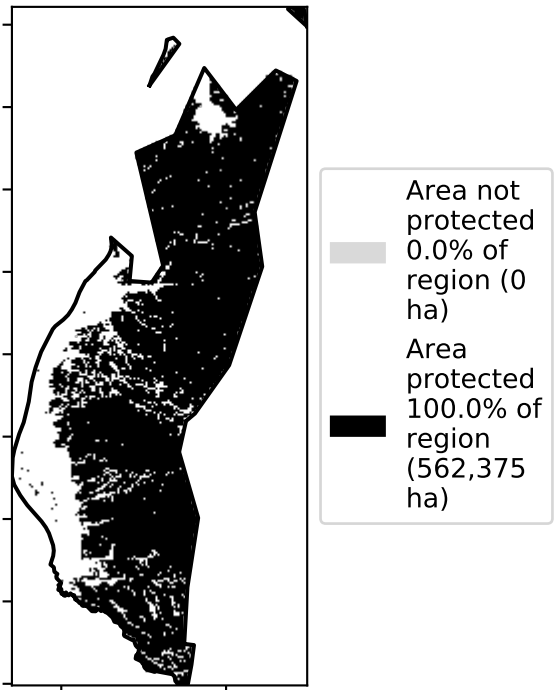 Area not
protected
0.0% of
region (0
ha)
Area
protected
100.0% of
region
(562,375
ha)